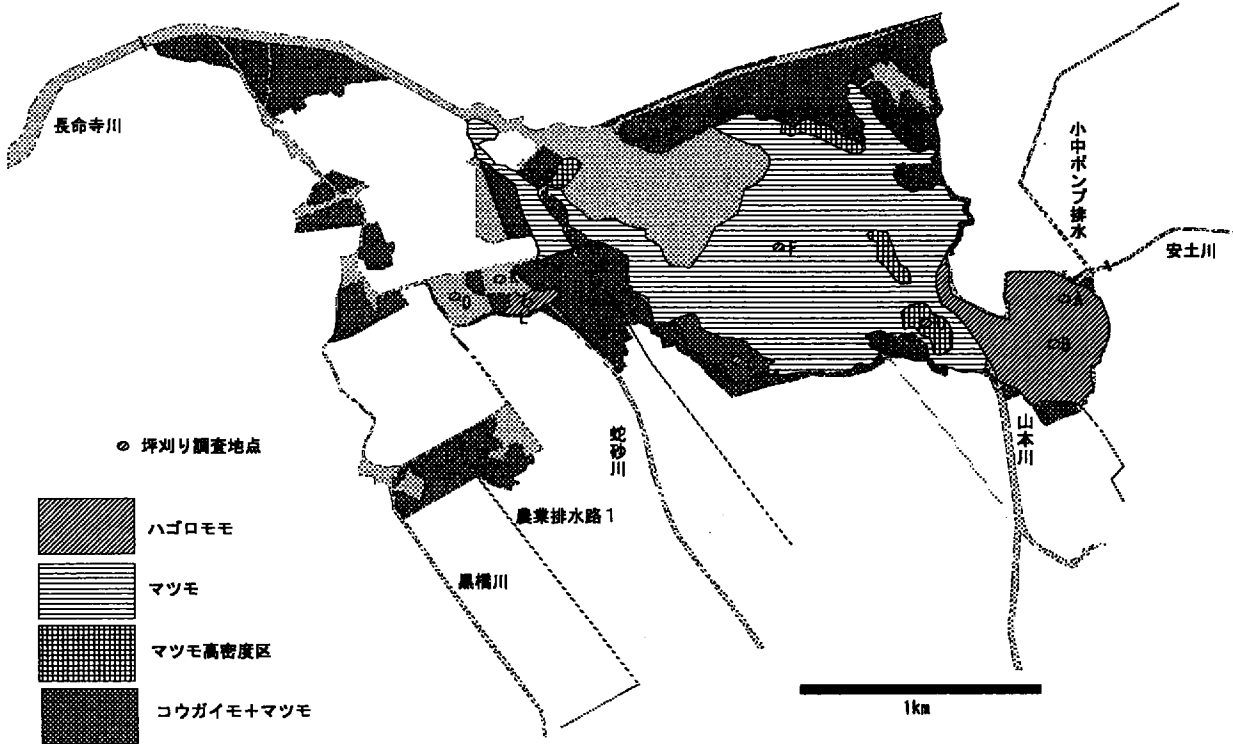 長命寺川
小中ポンプ排水
安土川
F
A
B
D
E
蛇砂川
山本川
坪刈り調査地点
農業排水路1
黒橋川
ハゴロモモ
マツモ
マツモ高密度区
コウガイモ+マツモ
1km